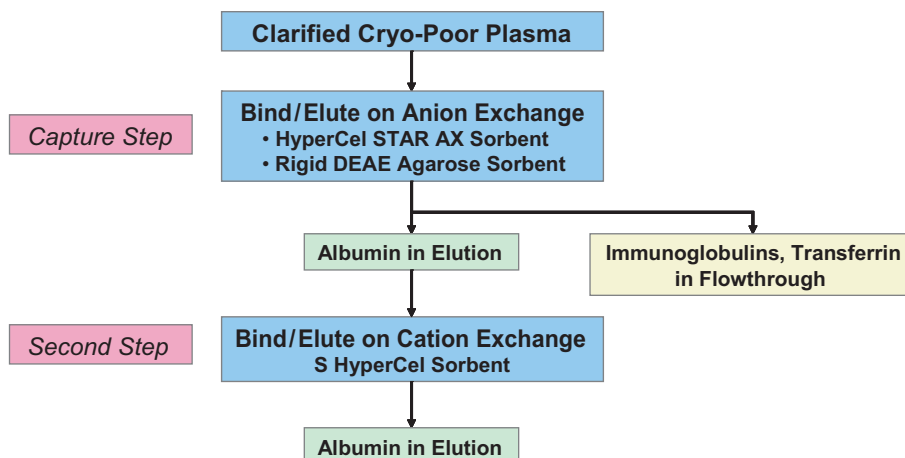 Clarified Cryo-Poor Plasma
Capture Step
Bind/Elute on Anion Exchange
• HyperCel STAR AX Sorbent
• Rigid DEAE Agarose Sorbent
Albumin in Elution
Immunoglobulins, Transferrin
in Flowthrough
Second Step
Bind/Elute on Cation Exchange
S HyperCel Sorbent
Albumin in Elution